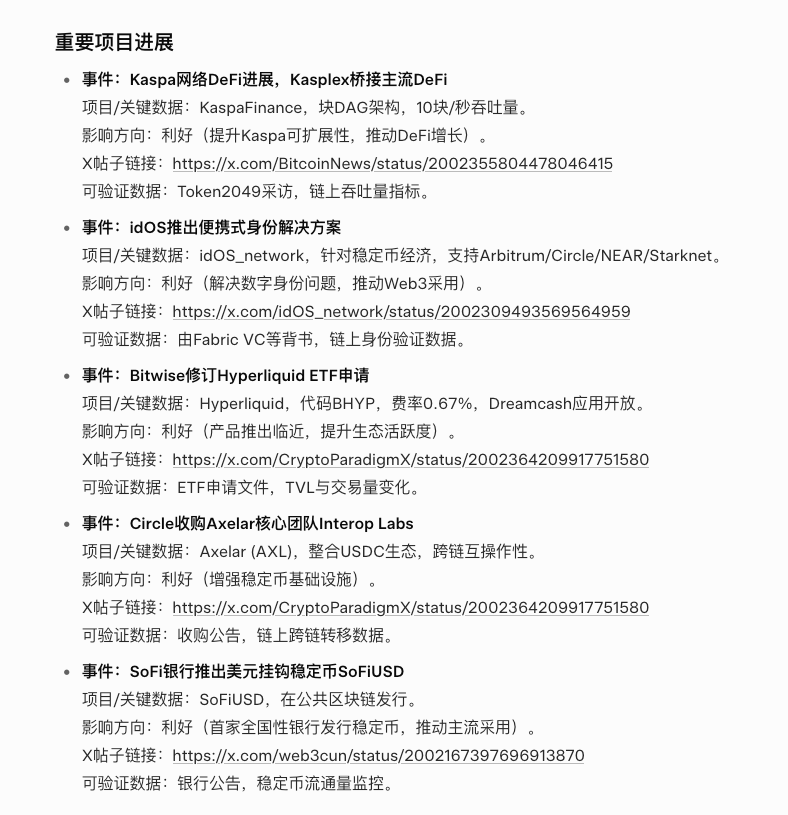 重要项目进展
• 事件：Kaspa网络DeFi进展，Kasplex桥接主流DeFi
项目/关键数据：KaspaFinance，块DAG架构，10块/秒吞吐量。
影响方向：利好（提升Kaspa可扩展性，推动DeFi增长）。
X帖子链接：https://x.com/BitcoinNews/status/2002355804478046415
可验证数据：Token2049采访，链上吞吐量指标。
• 事件：idOS推出便携式身份解决方案
项目/关键数据：idOS_network，针对稳定币经济，支持Arbitrum/Circle/NEAR/Starknet。
影响方向：利好（解决数字身份问题，推动Web3采用）。
X帖子链接：https://x.com/idOS_network/status/2002309493569564959
可验证数据：由Fabric VC等背书，链上身份验证数据。
• 事件：Bitwise修订Hyperliquid ETF申请
项目/关键数据：Hyperliquid，代码BHYP，费率0.67%，Dreamcash应用开放。
影响方向：利好（产品推出临近，提升生态活跃度）。
X帖子链接：https://x.com/CryptoParadigmX/status/2002364209917751580
可验证数据：ETF申请文件，TVL与交易量变化。
• 事件：Circle收购Axelar核心团队Interop Labs
项目/关键数据：Axelar (AXL)，整合USDC生态，跨链互操作性。
影响方向：利好（增强稳定币基础设施）。
X帖子链接：https://x.com/CryptoParadigmX/status/2002364209917751580
可验证数据：收购公告，链上跨链转移数据。
• 事件：SoFi银行推出美元挂钩稳定币SoFiUSD
项目/关键数据：SoFiUSD，在公共区块链发行。
影响方向：利好（首家全国性银行发行稳定币，推动主流采用）。
X帖子链接：https://x.com/web3cun/status/2002167397696913870
可验证数据：银行公告，稳定币流通量监控。